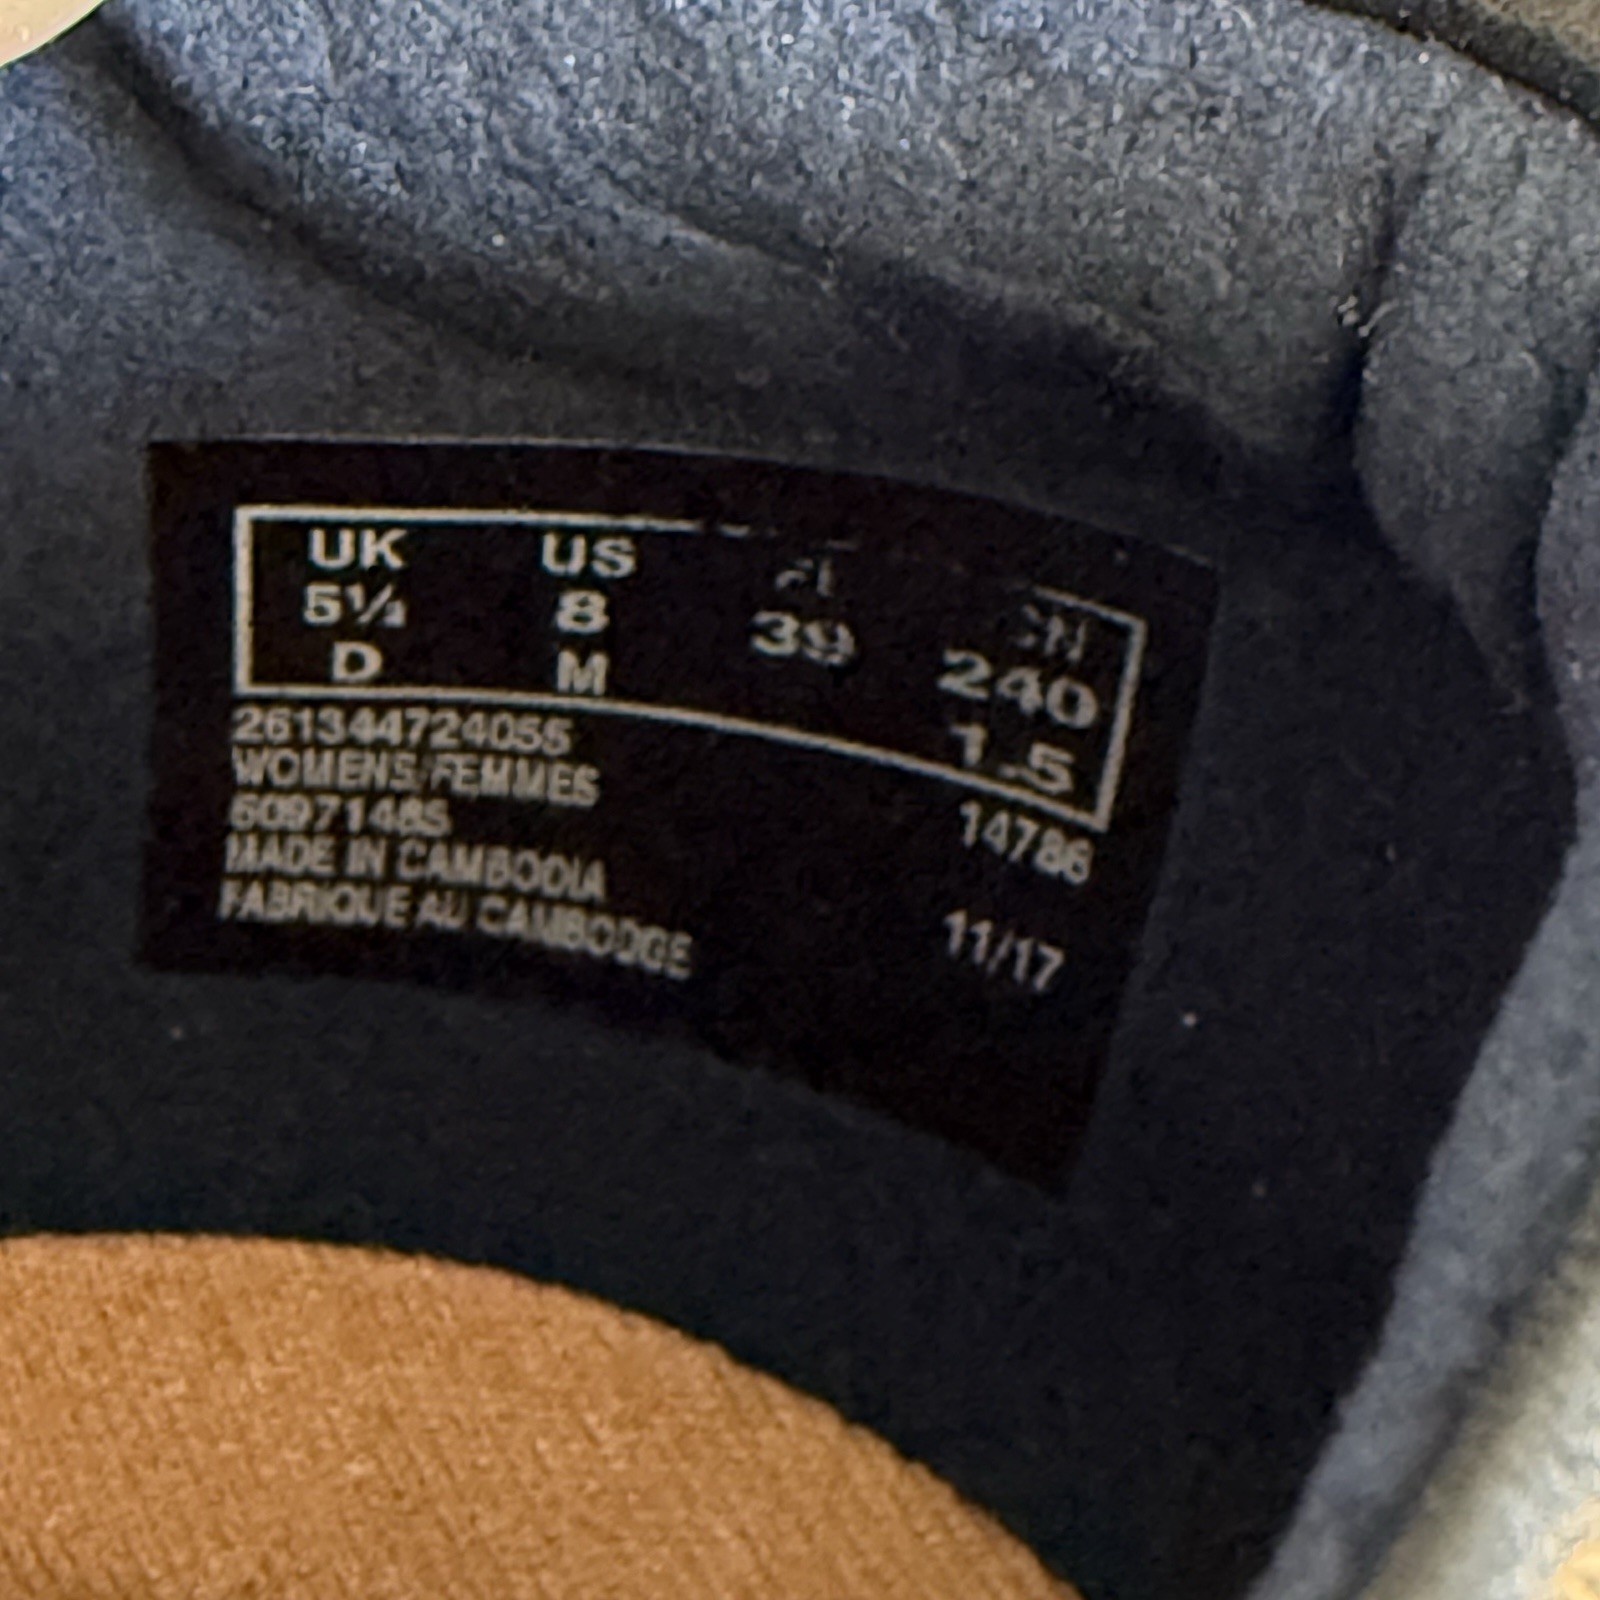 UK US
5½ 8 39 240
D M 1.5
261344724055
WOMENS/FEMMES
14786
MADE IN CAMBODIA
FABRIQUE AU CAMBODGE 11/17